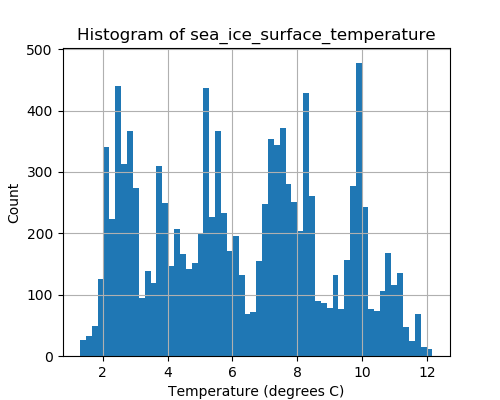 Histogram of sea_ice_surface_temperature
500
400
300
200
100
0
Count
2 4 6 8 10 12
Temperature (degrees C)